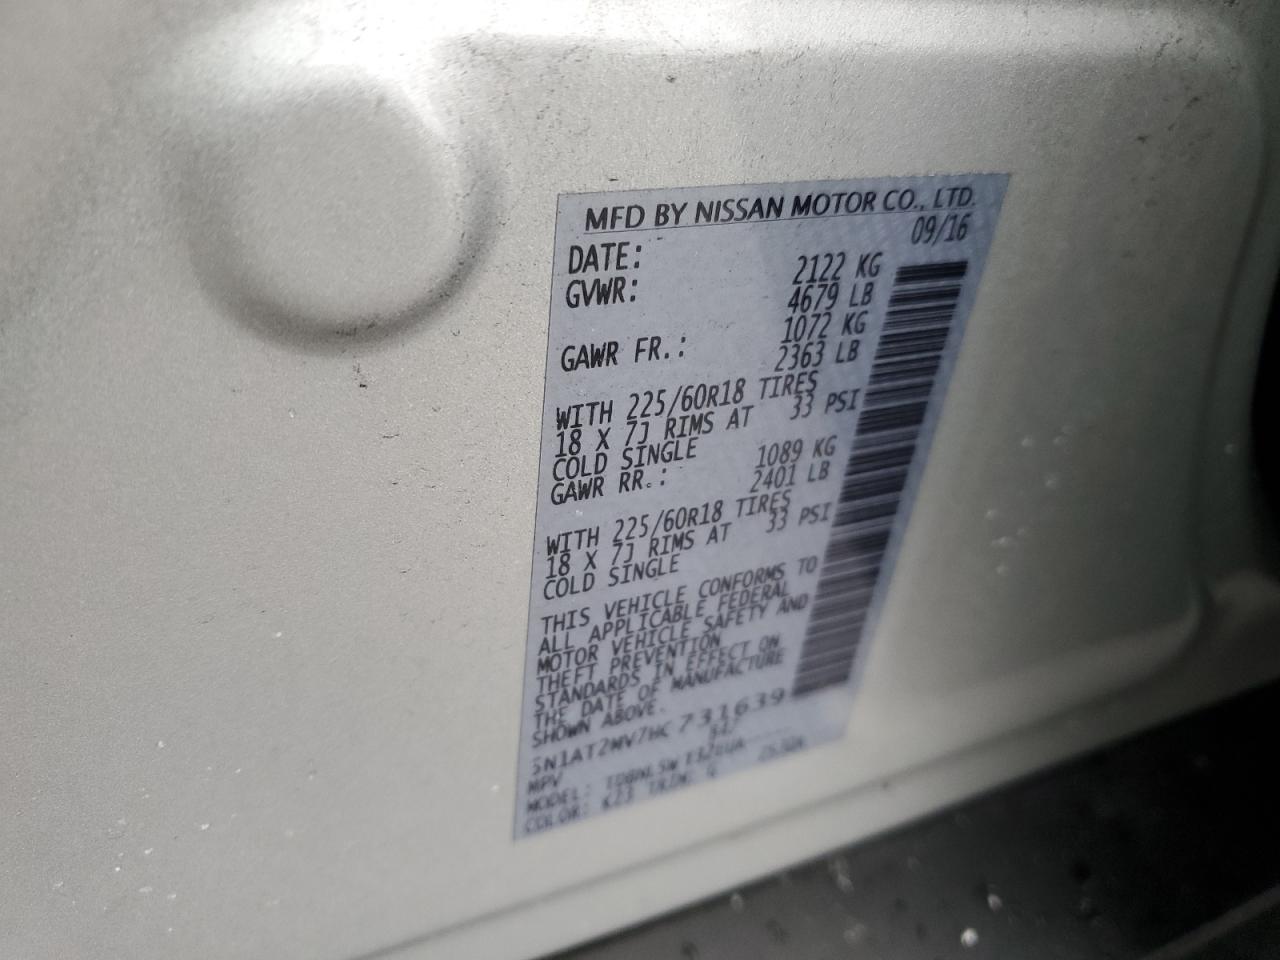 MFD BY NISSAN MOTOR CO., LTD.
DATE: 09/16
GVWR: 2122 KG
4679 LB
GAWR FR.: 1072 KG
2363 LB
WITH 225/60R18 TIRES
18 X 7J RIMS AT 33 PSI
COLD SINGLE
GAWR RR.: 1089 KG
2401 LB
WITH 225/60R18 TIRES
18 X 7J RIMS AT 33 PSI
COLD SINGLE
THIS VEHICLE CONFORMS TO
ALL APPLICABLE FEDERAL
MOTOR VEHICLE SAFETY AND
THEFT PREVENTION
STANDARDS IN EFFECT ON
THE DATE OF MANUFACTURE
SHOWN ABOVE.
5N1AT2MV7HC731639
MPV
MODEL:
COLOR: K23